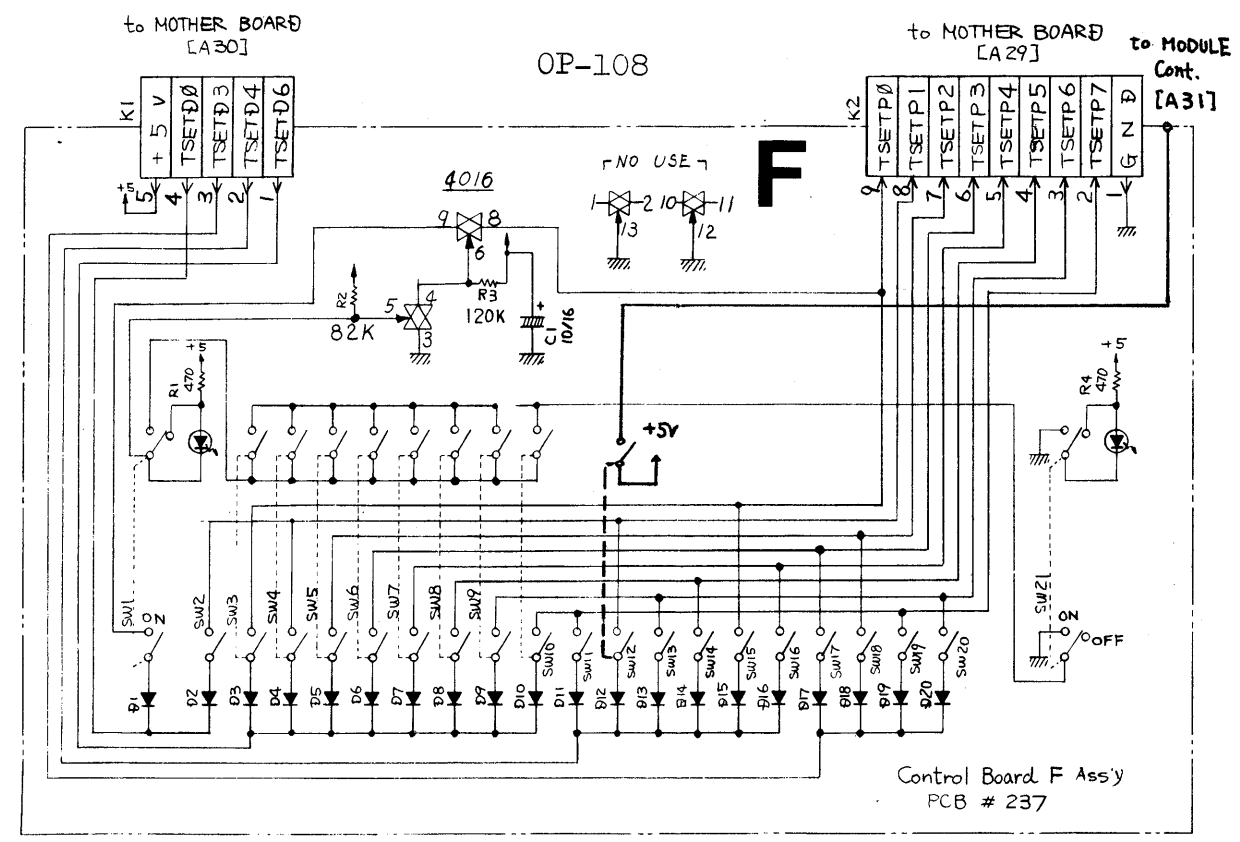 to MOTHER BOARD
[A30]
OP-108
to MOTHER BOARD
[A29]
to MODULE
Cont.
[A31]
K1
+5V
TSETD0
TSETD3
TSETD4
TSETD6
K2
TSETP0
TSETP1
TSETP2
TSETP3
TSETP4
TSETP5
TSETP6
TSETP7
GND
F
NO USE
+5
5
4
3
2
1
9
8
7
6
5
4
3
2
1
4016
9
8
6
1
2
13
10
11
12
R2
82K
5
4
3
R3
120K
+
C1
10/16
+5
R1
470
+5
R4
470
+5V
SW1
SW2
SW3
SW4
SW5
SW6
SW7
SW8
SW9
SW10
SW11
SW12
SW13
SW14
SW15
SW16
SW17
SW18
SW19
SW20
SW21
ON
ON
OFF
D1
D2
D3
D4
D5
D6
D7
D8
D9
D10
D11
D12
D13
D14
D15
D16
D17
D18
D19
D20
Control Board F Ass'y
PCB # 237